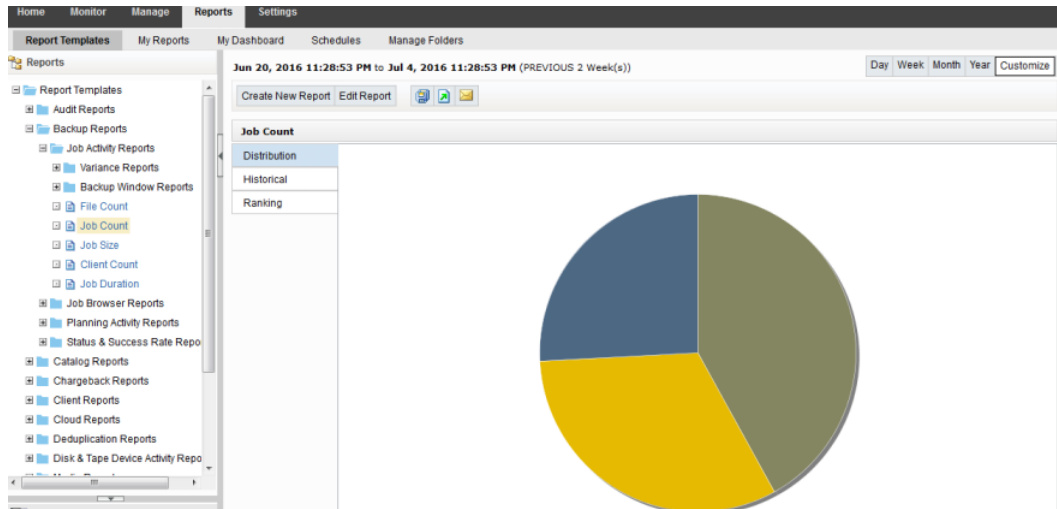 Home Monitor Manage Reports Settings
Report Templates My Reports My Dashboard Schedules Manage Folders
Reports
Jun 20, 2016 11:28:53 PM to Jul 4, 2016 11:28:53 PM (PREVIOUS 2 Week(s))
Day Week Month Year Customize
Create New Report Edit Report
Report Templates
Audit Reports
Backup Reports
Job Activity Reports
Variance Reports
Backup Window Reports
File Count
Job Count
Job Size
Client Count
Job Duration
Job Browser Reports
Planning Activity Reports
Status & Success Rate Repo
Catalog Reports
Chargeback Reports
Client Reports
Cloud Reports
Deduplication Reports
Disk & Tape Device Activity Repo
Job Count
Distribution
Historical
Ranking